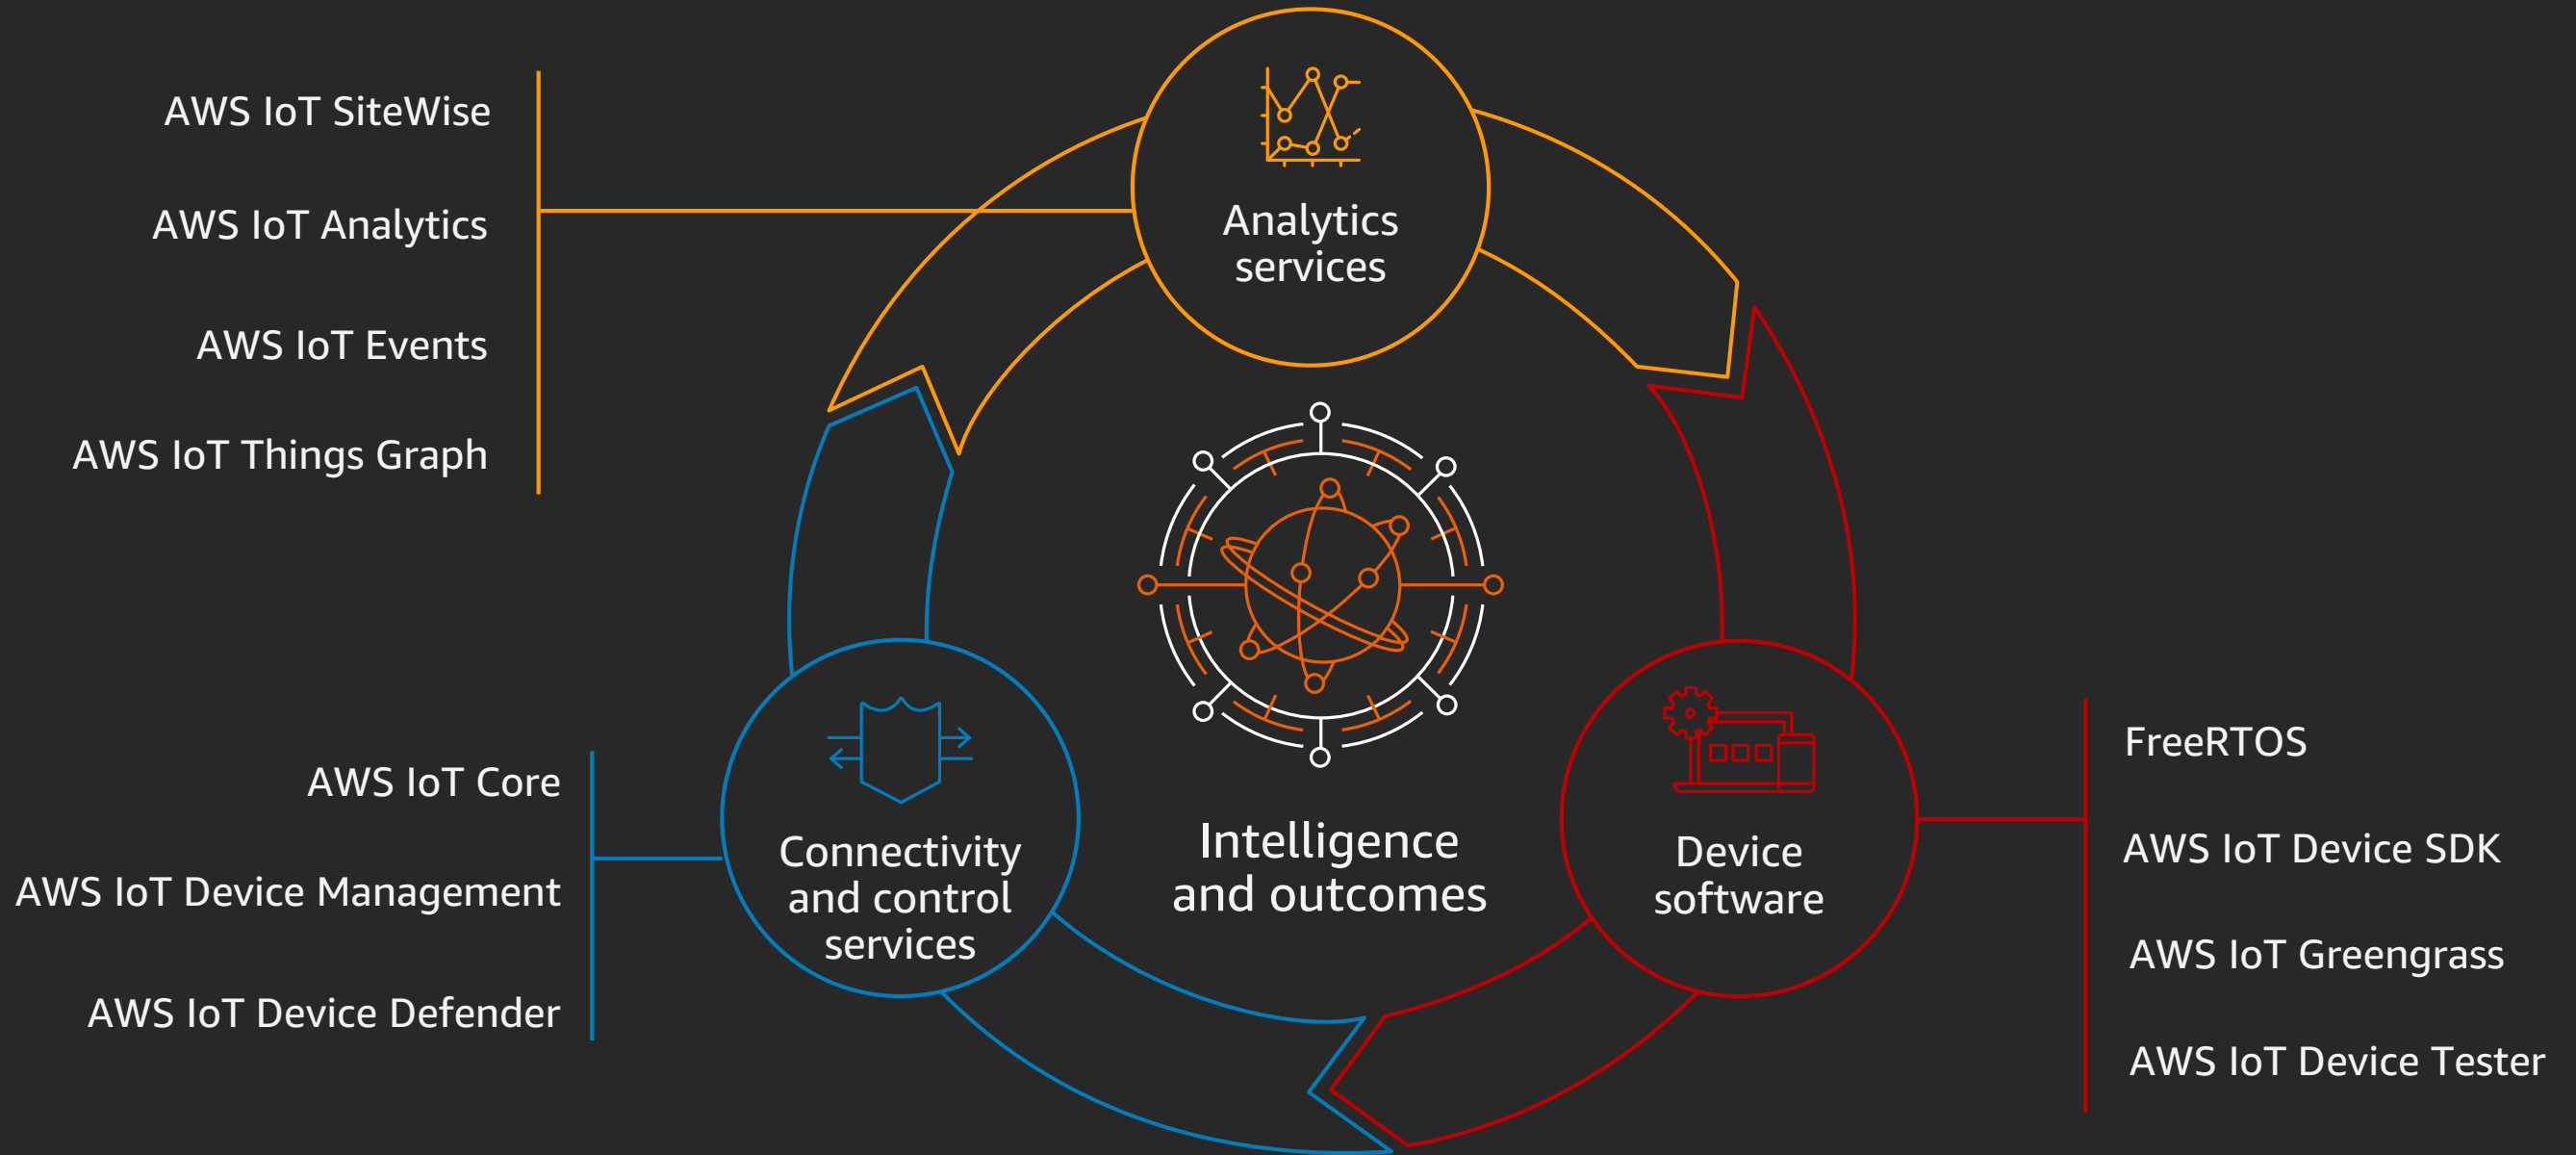 AWS IoT SiteWise
AWS IoT Analytics
AWS IoT Events
AWS IoT Things Graph
Analytics
services
AWS IoT Core
AWS IoT Device Management
AWS IoT Device Defender
Connectivity
and control
services
Intelligence
and outcomes
Device
software
FreeRTOS
AWS IoT Device SDK
AWS IoT Greengrass
AWS IoT Device Tester